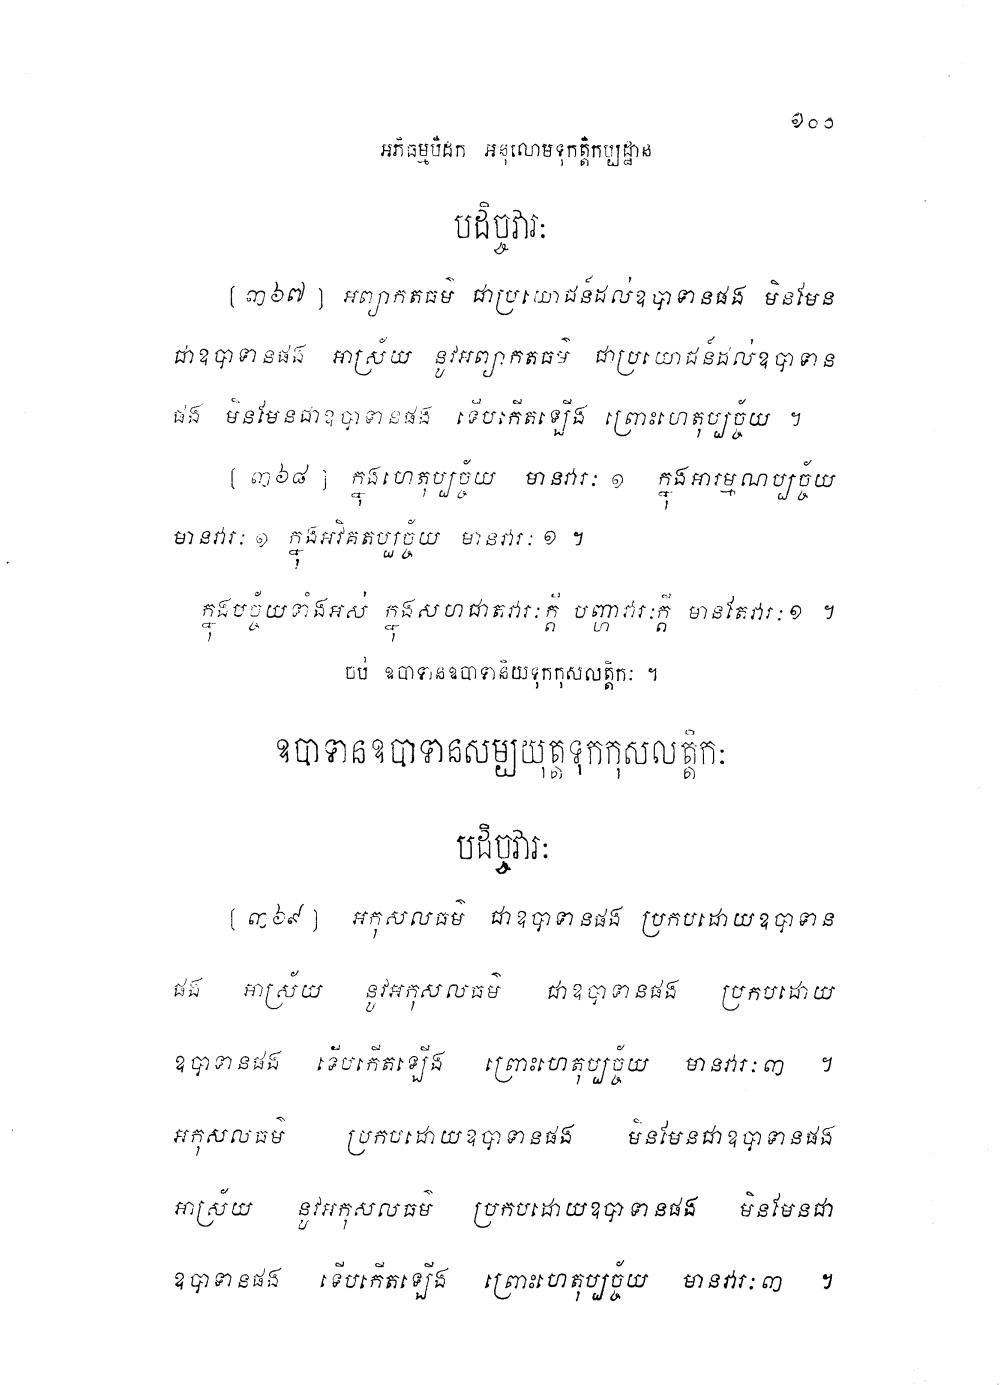 ១០១
អភិធម្មបិដក អនុលោមទុកត្តិកប្បដ្ឋាន
បដិច្ចវារៈ
[៣៦៧] អព្យាកតធម៌ ជាប្រយោជន៍ដល់ឧបាទានផង មិនមែន
ជាឧបាទានផង អាស្រ័យ នូវអព្យាកតធម៌ ជាប្រយោជន៍ដល់ឧបាទាន
ផង មិនមែនជាឧបាទានផង ទើបកើតឡើង ព្រោះហេតុប្បច្ច័យ ។
[៣៦៨] ក្នុងហេតុប្បច្ច័យ មានវារៈ ១ ក្នុងអារម្មណប្បច្ច័យ
មានវារៈ ១ ក្នុងអវិគតប្បច្ច័យ មានវារៈ ១ ។
ក្នុងបច្ច័យទាំងអស់ ក្នុងសហជាតវារៈក្តី បញ្ហាវារៈក្តី មានតែវារៈ ១ ។
ចប់ ឧបាទានឧបាទានិយទុកកុសលត្តិកៈ ។
ឧបាទានឧបាទានសម្បយុត្តទុកកុសលត្តិកៈ
បដិច្ចវារៈ
[៣៦៩] អកុសលធម៌ ជាឧបាទានផង ប្រកបដោយឧបាទាន
ផង អាស្រ័យ នូវអកុសលធម៌ ជាឧបាទានផង ប្រកបដោយ
ឧបាទានផង ទើបកើតឡើង ព្រោះហេតុប្បច្ច័យ មានវារៈ ៣ ។
អកុសលធម៌ ប្រកបដោយឧបាទានផង មិនមែនជាឧបាទានផង
អាស្រ័យ នូវអកុសលធម៌ ប្រកបដោយឧបាទានផង មិនមែនជា
ឧបាទានផង ទើបកើតឡើង ព្រោះហេតុប្បច្ច័យ មានវារៈ ៣ ។